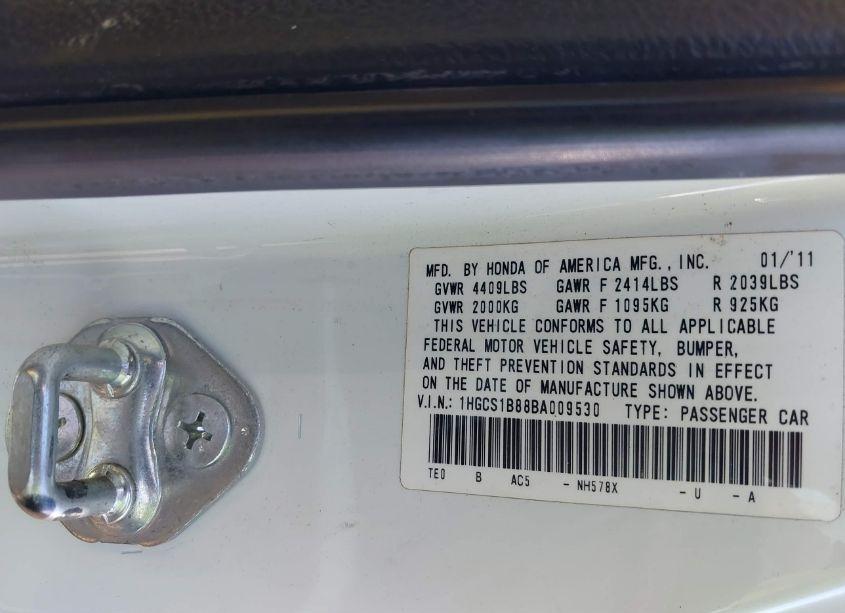 MFD. BY HONDA OF AMERICA MFG., INC. 01/'11
GVWR 4409LBS GAWR F 2414LBS R 2039LBS
GVWR 2000KG GAWR F 1095KG R 925KG
THIS VEHICLE CONFORMS TO ALL APPLICABLE
FEDERAL MOTOR VEHICLE SAFETY, BUMPER,
AND THEFT PREVENTION STANDARDS IN EFFECT
ON THE DATE OF MANUFACTURE SHOWN ABOVE.
V.I.N.: 1HGCS1B88BA009530 TYPE: PASSENGER CAR
TE0 B AC5 - NH578X - U - A